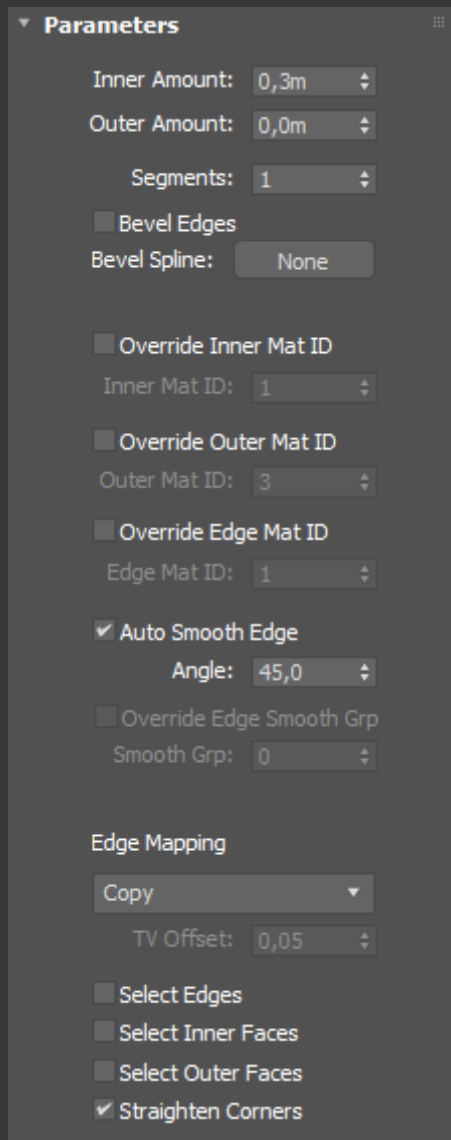 Parameters
Inner Amount: 0,3m
Outer Amount: 0,0m
Segments: 1
Bevel Edges
Bevel Spline: None
Override Inner Mat ID
Inner Mat ID: 1
Override Outer Mat ID
Outer Mat ID: 3
Override Edge Mat ID
Edge Mat ID: 1
Auto Smooth Edge
Angle: 45,0
Override Edge Smooth Grp
Smooth Grp: 0
Edge Mapping
Copy
TV Offset: 0,05
Select Edges
Select Inner Faces
Select Outer Faces
Straighten Corners